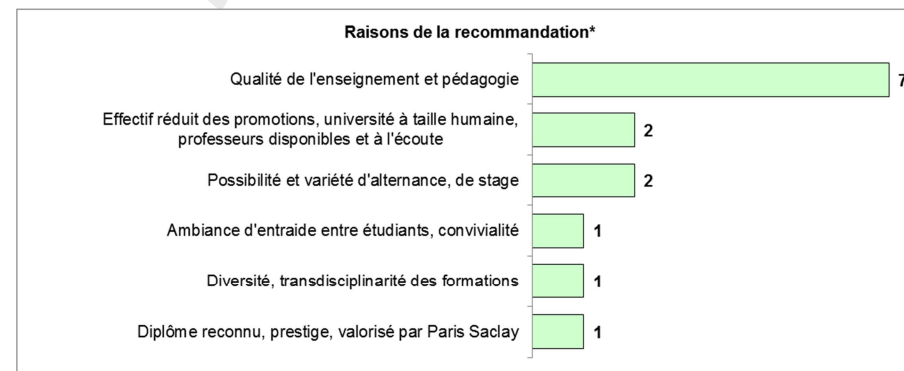 Raisons de la recommandation*
Qualité de l'enseignement et pédagogie
7
Effectif réduit des promotions, université à taille humaine,
professeurs disponibles et à l'écoute
2
Possibilité et variété d'alternance, de stage
2
Ambiance d'entraide entre étudiants, convivialité
1
Diversité, transdisciplinarité des formations
1
Diplôme reconnu, prestige, valorisé par Paris Saclay
1